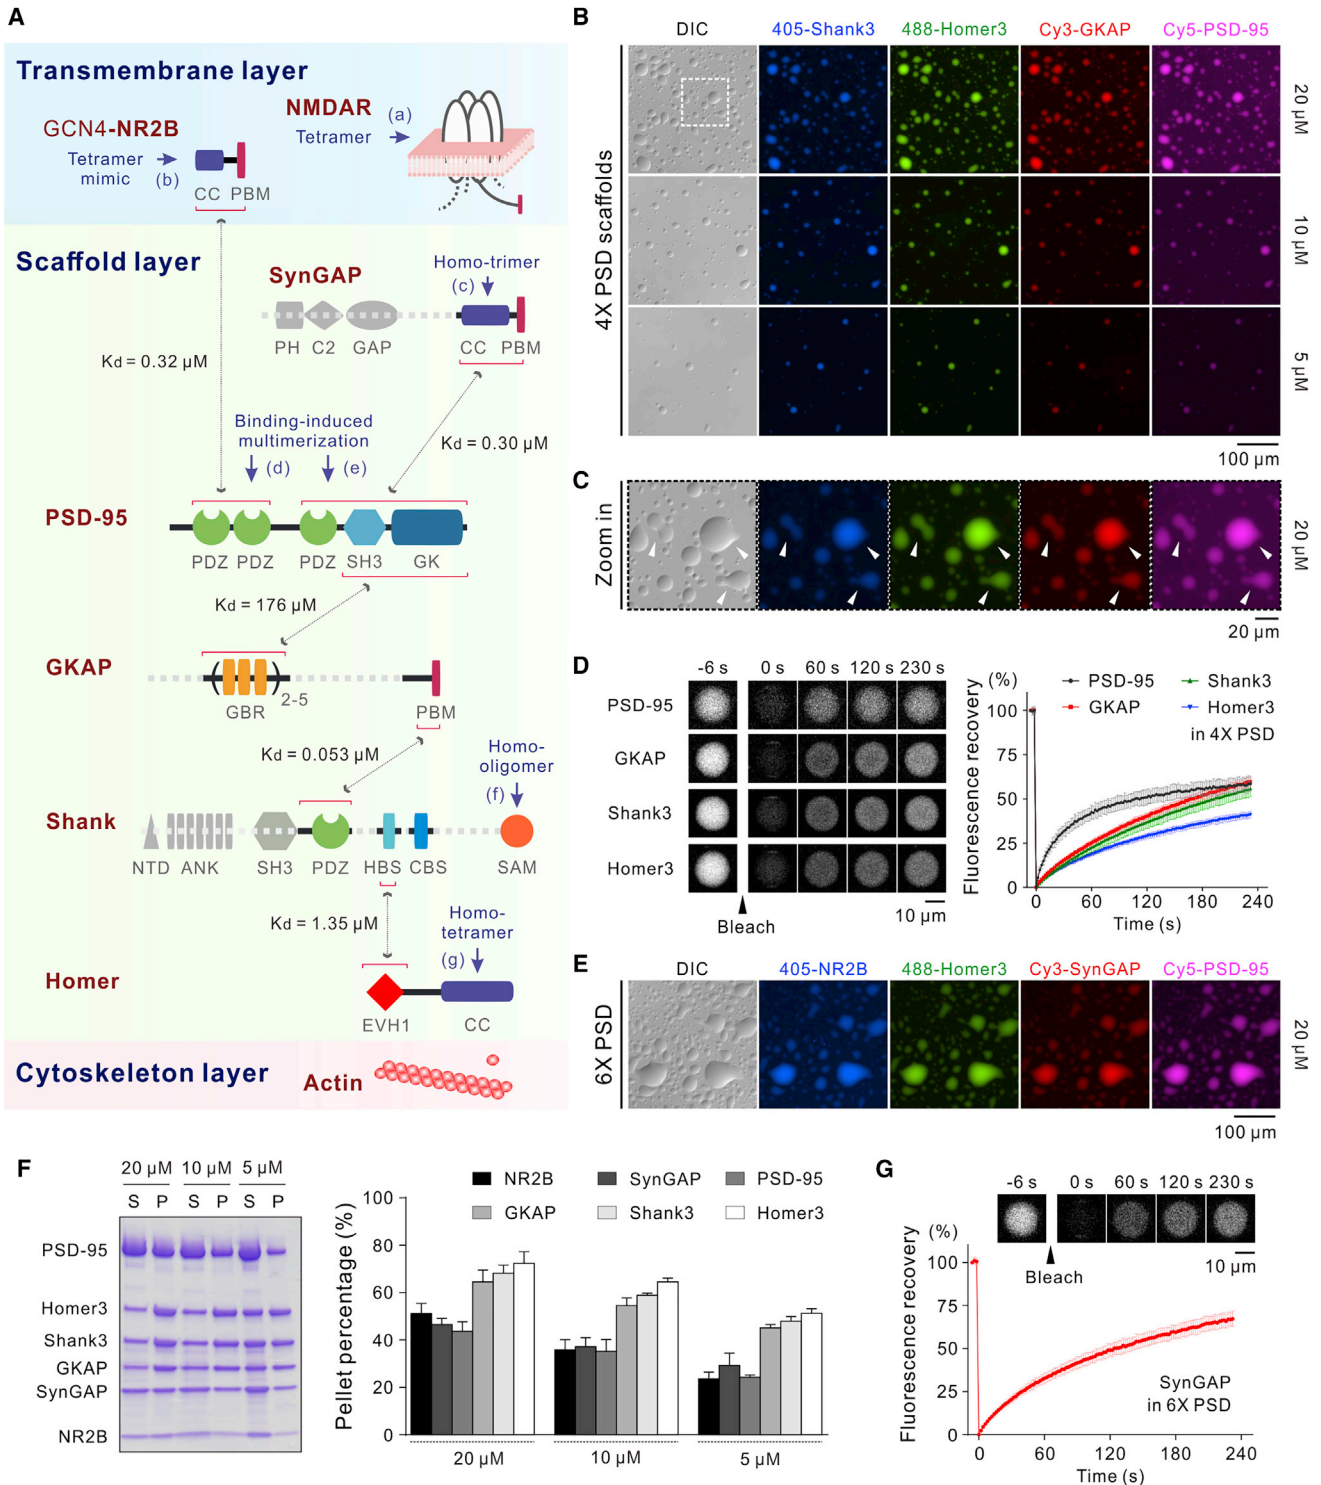 A
Transmembrane layer
GCN4-NR2B
Tetramer
mimic
(b)
CC PBM
NMDAR
(a)
Tetramer
Scaffold layer
SynGAP
Homo-trimer
(c)
PH C2 GAP CC PBM
Kd = 0.32 µM
Kd = 0.30 µM
Binding-induced
multimerization
(d) (e)
PSD-95
PDZ PDZ PDZ SH3 GK
Kd = 176 µM
GKAP
GBR
2-5
PBM
Kd = 0.053 µM
Homo-
oligomer
(f)
Shank
NTD ANK SH3 PDZ HBS CBS SAM
Kd = 1.35 µM
Homo-
tetramer
(g)
Homer
EVH1 CC
Cytoskeleton layer
Actin
B
DIC 405-Shank3 488-Homer3 Cy3-GKAP Cy5-PSD-95
4X PSD scaffolds
20 µM
10 µM
5 µM
100 µm
C
Zoom in
20 µM
20 µm
D
-6 s 0 s 60 s 120 s 230 s
PSD-95
GKAP
Shank3
Homer3
Bleach
10 µm
(%)
Fluorescence recovery
100
75
50
25
0
0 60 120 180 240
Time (s)
PSD-95 Shank3
GKAP Homer3
in 4X PSD
E
DIC 405-NR2B 488-Homer3 Cy3-SynGAP Cy5-PSD-95
6X PSD
20 µM
100 µm
F
20 µM 10 µM 5 µM
S P S P S P
PSD-95
Homer3
Shank3
GKAP
SynGAP
NR2B
Pellet percentage (%)
100
80
60
40
20
0
NR2B SynGAP PSD-95
GKAP Shank3 Homer3
20 µM 10 µM 5 µM
G
-6 s 0 s 60 s 120 s 230 s
Bleach
10 µm
(%)
Fluorescence recovery
100
75
50
25
0
SynGAP
in 6X PSD
0 60 120 180 240
Time (s)